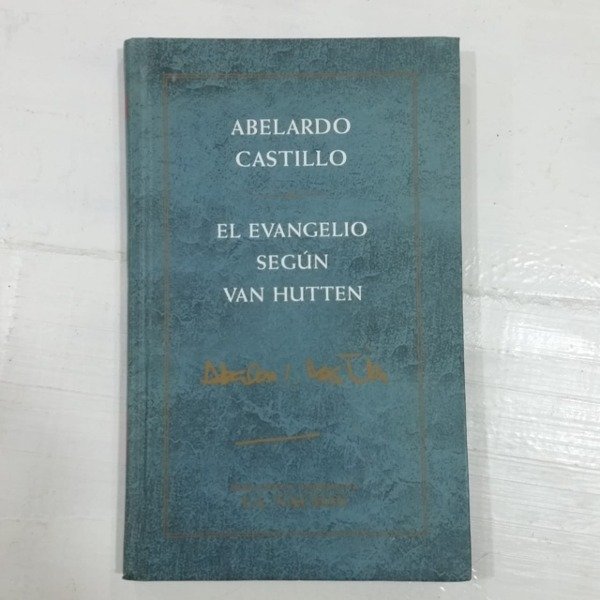 ABELARDO
CASTILLO
EL EVANGELIO
SEGÚN
VAN HUTTEN